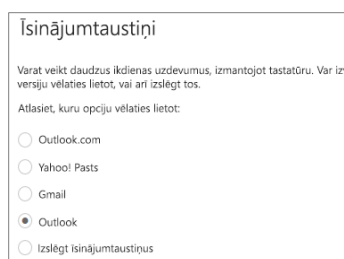 Īsinājumtaustiņi
Varat veikt daudzus ikdienas uzdevumus, izmantojot tastatūru. Var
versiju vēlaties lietot, vai arī izslēgt tos.
Atlasiet, kuru opciju vēlaties lietot:
Outlook.com
Yahoo! Pasts
Gmail
Outlook
Izslēgt īsinājumtaustiņus